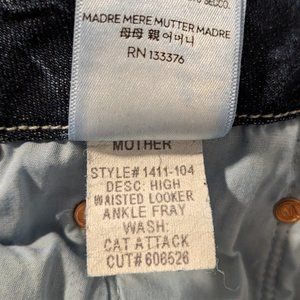 MADRE MERE MUTTER MADRE
母母 親 어머니
RN 133376
MOTHER
STYLE# 1411-104
DESC: HIGH
WAISTED LOOKER
ANKLE FRAY
WASH:
CAT ATTACK
CUT# 606526